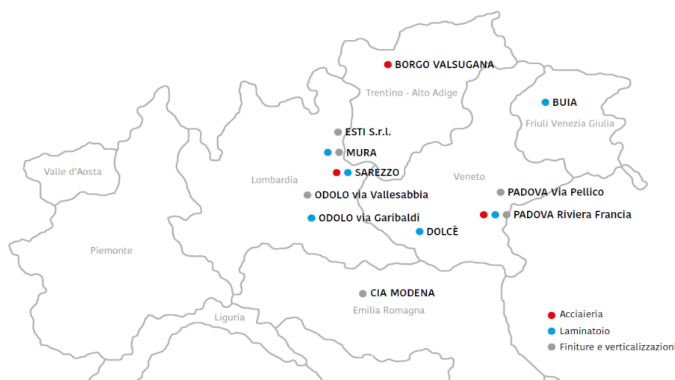 BORGO VALSUGANA
Trentino - Alto Adige
BUIA
Friuli Venezia Giulia
ESTI S.r.l.
MURA
SAREZZO
Valle d'Aosta
Lombardia
Veneto
ODOLO via Vallesabbia
PADOVA Via Pellico
ODOLO via Garibaldi
PADOVA Riviera Francia
DOLCÈ
Piemonte
CIA MODENA
Emilia Romagna
Liguria
Acciaieria
Laminatoio
Finiture e verticalizzazioni